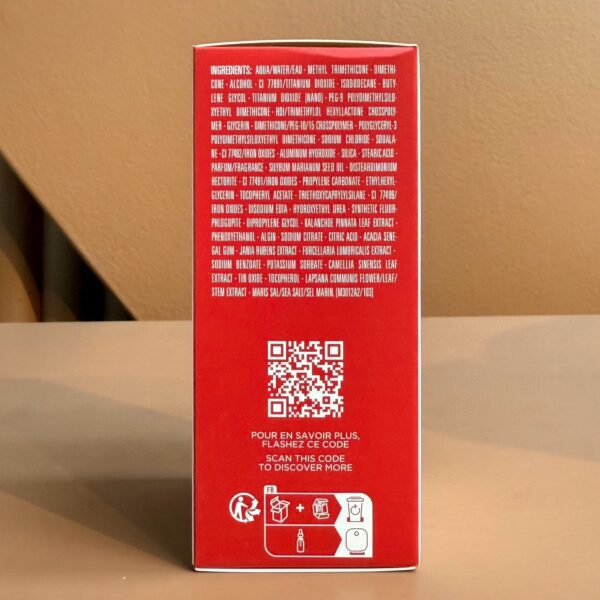 INGREDIENTS: AQUA/WATER/EAU • METHYL TRIMETHICONE • DIMETHI-
CONE • ALCOHOL • CI 77891/TITANIUM DIOXIDE • ISODODECANE • BUTY-
LENE GLYCOL • TITANIUM DIOXIDE [NANO] • PEG-9 POLYDIMETHYLSILO-
XYETHYL DIMETHICONE • HDI/TRIMETHYLOL HEXYLLACTONE CROSSPOLY-
MER • GLYCERIN • DIMETHICONE/PEG-10/15 CROSSPOLYMER • POLYGLYCERYL-3
POLYDIMETHYLSILOXYETHYL DIMETHICONE • SODIUM CHLORIDE • SQUALA-
NE • CI 77492/IRON OXIDES • ALUMINUM HYDROXIDE • SILICA • STEARIC ACID •
PARFUM/FRAGRANCE • SILYBUM MARIANUM SEED OIL • DISTEARDIMONIUM
HECTORITE • CI 77491/IRON OXIDES • PROPYLENE CARBONATE • ETHYLHEXYL-
GLYCERIN • TOCOPHERYL ACETATE • TRIETHOXYCAPRYLYLSILANE • CI 77499/
IRON OXIDES • DISODIUM EDTA • HYDROXYETHYL UREA • SYNTHETIC FLUOR-
PHLOGOPITE • DIPROPYLENE GLYCOL • KALANCHOE PINNATA LEAF EXTRACT •
PHENOXYETHANOL • ALGIN • SODIUM CITRATE • CITRIC ACID • ACACIA SENE-
GAL GUM • JANIA RUBENS EXTRACT • FURCELLARIA LUMBRICALIS EXTRACT •
SODIUM BENZOATE • POTASSIUM SORBATE • CAMELLIA SINENSIS LEAF
EXTRACT • TIN OXIDE • TOCOPHEROL • LAPSANA COMMUNIS FLOWER/LEAF/
STEM EXTRACT • MARIS SAL/SEA SALT/SEL MARIN. [M3012A2/103]
POUR EN SAVOIR PLUS,
FLASHEZ CE CODE
SCAN THIS CODE
TO DISCOVER MORE
FR